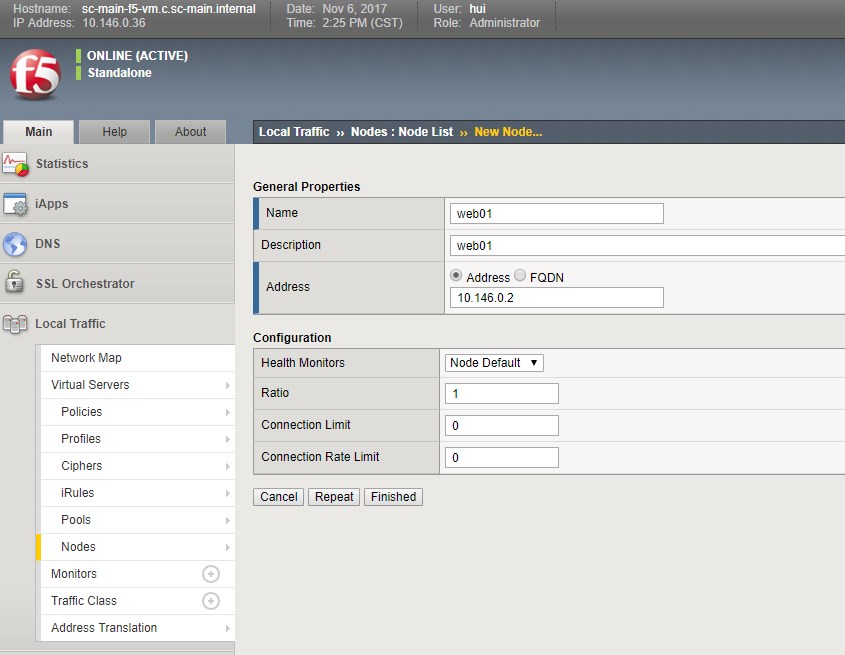 Hostname: sc-main-f5-vm.c.sc-main.internal Date: Nov 6, 2017 User: hui
IP Address: 10.146.0.36 Time: 2:25 PM (CST) Role: Administrator
f5
ONLINE (ACTIVE)
Standalone
Main Help About
Local Traffic ›› Nodes : Node List ›› New Node...
Statistics
iApps
DNS
SSL Orchestrator
Local Traffic
Network Map
Virtual Servers
Policies
Profiles
Ciphers
iRules
Pools
Nodes
Monitors
Traffic Class
Address Translation
General Properties
Name web01
Description web01
Address Address FQDN
10.146.0.2
Configuration
Health Monitors Node Default
Ratio 1
Connection Limit 0
Connection Rate Limit 0
Cancel Repeat Finished